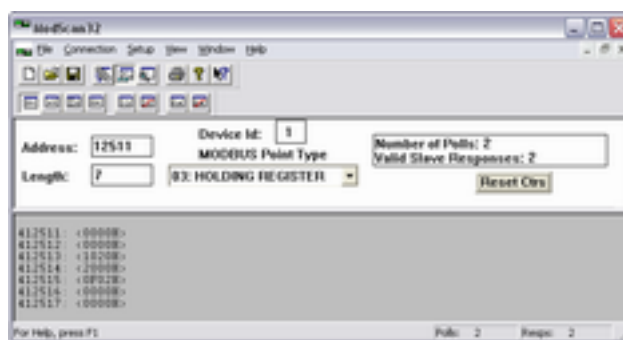 ModScan32
File Connection Setup View Window Help
Address: 12511
Device Id: 1
MODBUS Point Type
Length: 7
03: HOLDING REGISTER
Number of Polls: 2
Valid Slave Responses: 2
Reset Ctrs
412511: <0000H>
412512: <0000H>
412513: <1020H>
412514: <2000H>
412515: <0F02H>
412516: <0000H>
412517: <0000H>
For Help, press F1
Polls: 2
Resps: 2